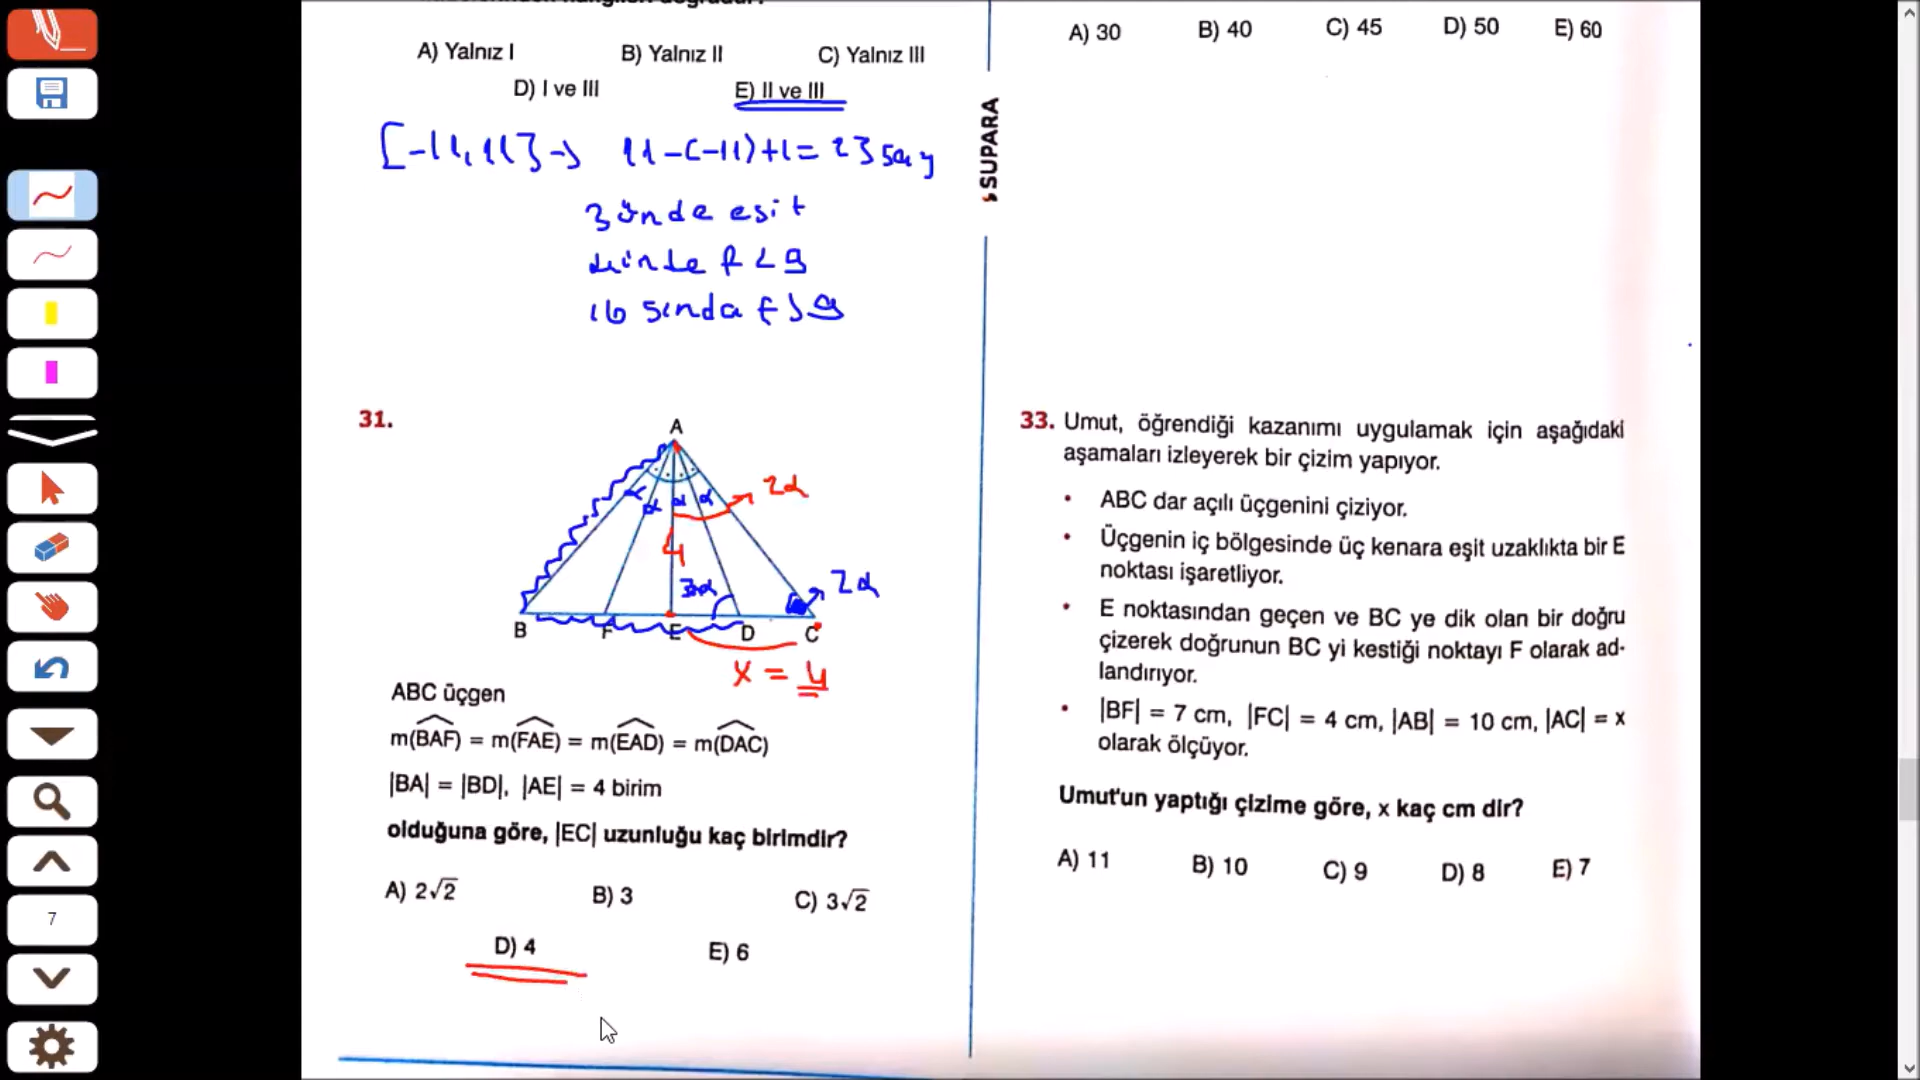 A) Yalnız I B) Yalnız II C) Yalnız III
D) I ve III E) II ve III
[-11,11] → 11-(-11)+1= 23 say
3ünde eşit
f < g
16 sında f > g
31.
A
α α α α
2α
4
3α
2α
B F E D C
x = 4
ABC üçgen
m(BAF) = m(FAE) = m(EAD) = m(DAC)
|BA| = |BD|, |AE| = 4 birim
olduğuna göre, |EC| uzunluğu kaç birimdir?
A) 2√2 B) 3 C) 3√2
D) 4 E) 6
SUPARA
A) 30 B) 40 C) 45 D) 50 E) 60
33. Umut, öğrendiği kazanımı uygulamak için aşağıdaki
aşamaları izleyerek bir çizim yapıyor.
• ABC dar açılı üçgenini çiziyor.
• Üçgenin iç bölgesinde üç kenara eşit uzaklıkta bir E
noktası işaretliyor.
• E noktasından geçen ve BC ye dik olan bir doğru
çizerek doğrunun BC yi kestiği noktayı F olarak ad-
landırıyor.
• |BF| = 7 cm, |FC| = 4 cm, |AB| = 10 cm, |AC| = x
olarak ölçüyor.
Umut'un yaptığı çizime göre, x kaç cm dir?
A) 11 B) 10 C) 9 D) 8 E) 7
7